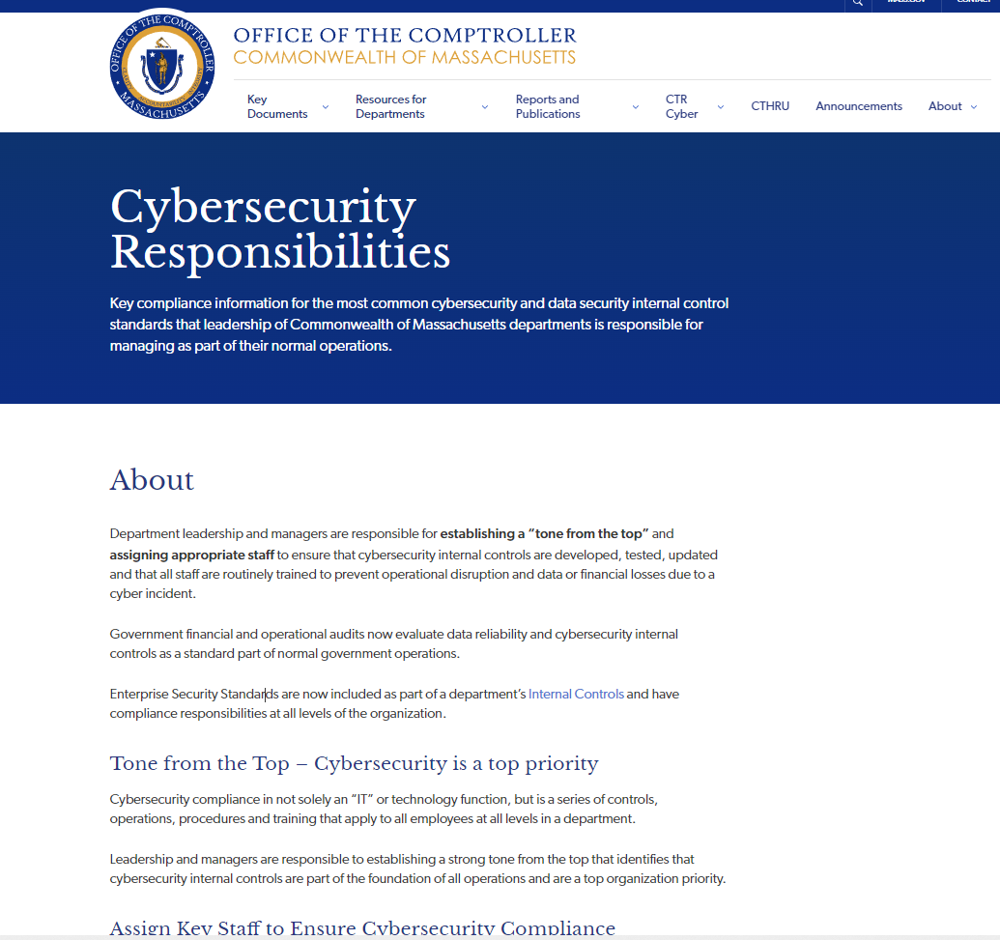 MASS.GOV CONTACT
OFFICE OF THE COMPTROLLER
MASSACHUSETTS
OFFICE OF THE COMPTROLLER
COMMONWEALTH OF MASSACHUSETTS
Key
Documents
Resources for
Departments
Reports and
Publications
CTR
Cyber
CTHRU
Announcements
About
Cybersecurity
Responsibilities
Key compliance information for the most common cybersecurity and data security internal control
standards that leadership of Commonwealth of Massachusetts departments is responsible for
managing as part of their normal operations.
About
Department leadership and managers are responsible for establishing a “tone from the top” and
assigning appropriate staff to ensure that cybersecurity internal controls are developed, tested, updated
and that all staff are routinely trained to prevent operational disruption and data or financial losses due to a
cyber incident.
Government financial and operational audits now evaluate data reliability and cybersecurity internal
controls as a standard part of normal government operations.
Enterprise Security Standards are now included as part of a department’s Internal Controls and have
compliance responsibilities at all levels of the organization.
Tone from the Top – Cybersecurity is a top priority
Cybersecurity compliance in not solely an “IT” or technology function, but is a series of controls,
operations, procedures and training that apply to all employees at all levels in a department.
Leadership and managers are responsible to establishing a strong tone from the top that identifies that
cybersecurity internal controls are part of the foundation of all operations and are a top organization priority.
Assign Key Staff to Ensure Cybersecurity Compliance